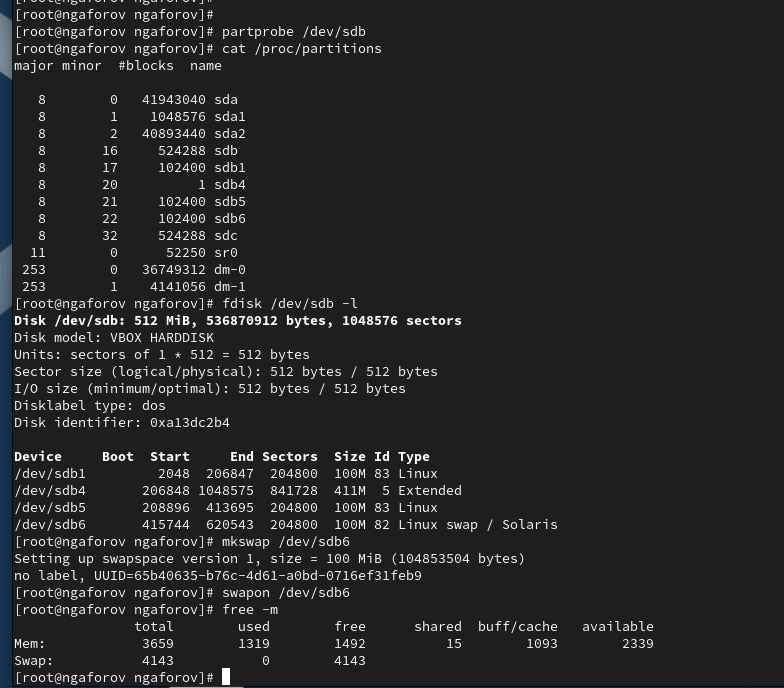 [root@ngaforov ngaforov]#
[root@ngaforov ngaforov]#
[root@ngaforov ngaforov]# partprobe /dev/sdb
[root@ngaforov ngaforov]# cat /proc/partitions
major minor  #blocks  name
   8        0   41943040 sda
   8        1    1048576 sda1
   8        2   40893440 sda2
   8       16     524288 sdb
   8       17     102400 sdb1
   8       20          1 sdb4
   8       21     102400 sdb5
   8       22     102400 sdb6
   8       32     524288 sdc
  11        0      52250 sr0
 253        0   36749312 dm-0
 253        1    4141056 dm-1
[root@ngaforov ngaforov]# fdisk /dev/sdb -l
Disk /dev/sdb: 512 MiB, 536870912 bytes, 1048576 sectors
Disk model: VBOX HARDDISK
Units: sectors of 1 * 512 = 512 bytes
Sector size (logical/physical): 512 bytes / 512 bytes
I/O size (minimum/optimal): 512 bytes / 512 bytes
Disklabel type: dos
Disk identifier: 0xa13dc2b4
Device     Boot  Start     End Sectors  Size Id Type
/dev/sdb1         2048  206847  204800  100M 83 Linux
/dev/sdb4       206848 1048575  841728  411M  5 Extended
/dev/sdb5       208896  413695  204800  100M 83 Linux
/dev/sdb6       415744  620543  204800  100M 82 Linux swap / Solaris
[root@ngaforov ngaforov]# mkswap /dev/sdb6
Setting up swapspace version 1, size = 100 MiB (104853504 bytes)
no label, UUID=65b40635-b76c-4d61-a0bd-0716ef31feb9
[root@ngaforov ngaforov]# swapon /dev/sdb6
[root@ngaforov ngaforov]# free -m
               total        used        free      shared  buff/cache   available
Mem:            3659        1319        1492          15        1093        2339
Swap:           4143           0        4143
[root@ngaforov ngaforov]#